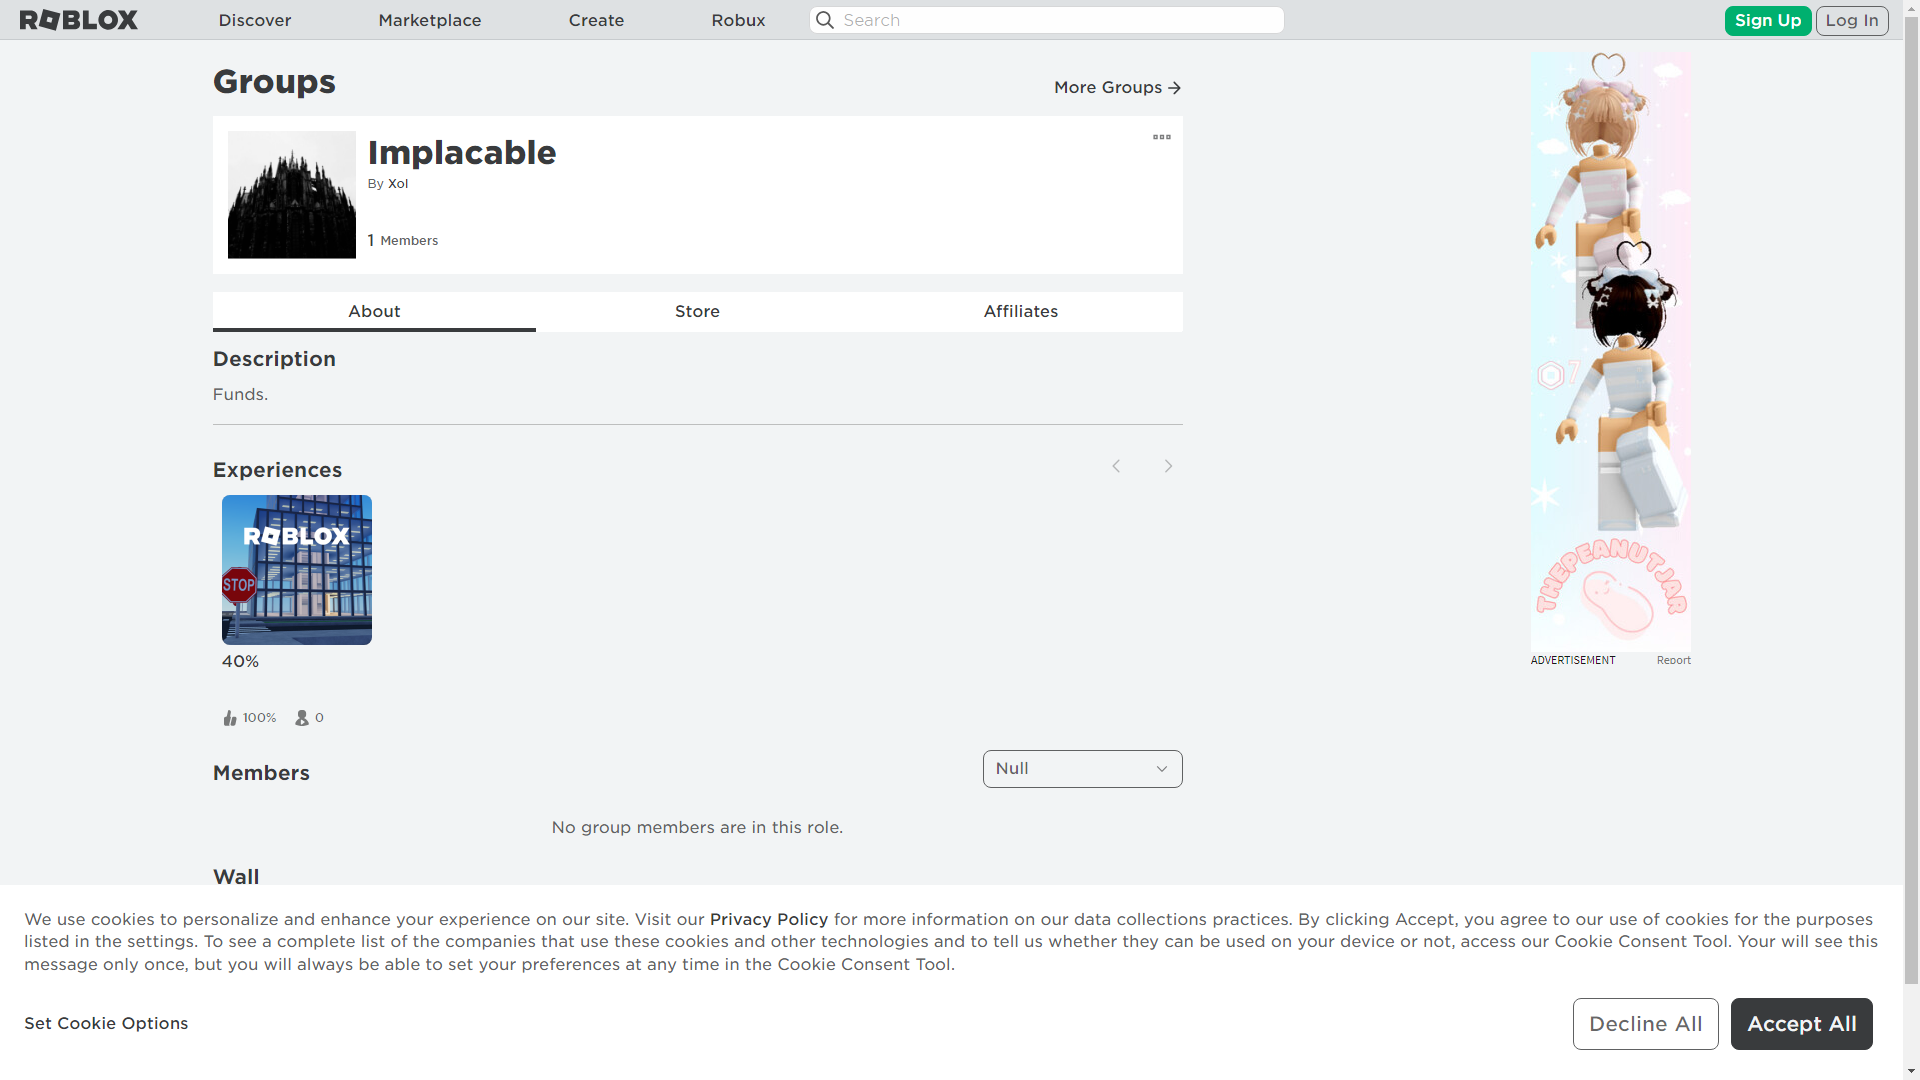 ROBLOX
Discover
Marketplace
Create
Robux
Search
Sign Up
Log In
Groups
More Groups
Implacable
By Xol
1 Members
About
Store
Affiliates
Description
Funds.
Experiences
ROBLOX
STOP
40%
100%
0
Members
Null
No group members are in this role.
Wall
7
THEPEANUTJAR
ADVERTISEMENT
Report
We use cookies to personalize and enhance your experience on our site. Visit our Privacy Policy for more information on our data collections practices. By clicking Accept, you agree to our use of cookies for the purposes
listed in the settings. To see a complete list of the companies that use these cookies and other technologies and to tell us whether they can be used on your device or not, access our Cookie Consent Tool. Your will see this
message only once, but you will always be able to set your preferences at any time in the Cookie Consent Tool.
Set Cookie Options
Decline All
Accept All